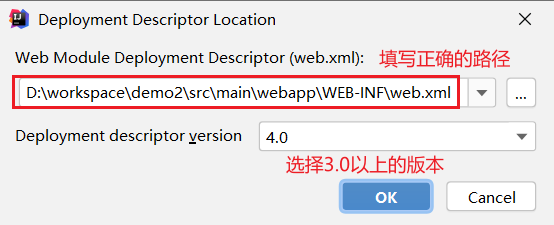 Deployment Descriptor Location
Web Module Deployment Descriptor (web.xml): 填写正确的路径
D:\workspace\demo2\src\main\webapp\WEB-INF\web.xml ...
Deployment descriptor version 4.0
选择3.0以上的版本
OK Cancel